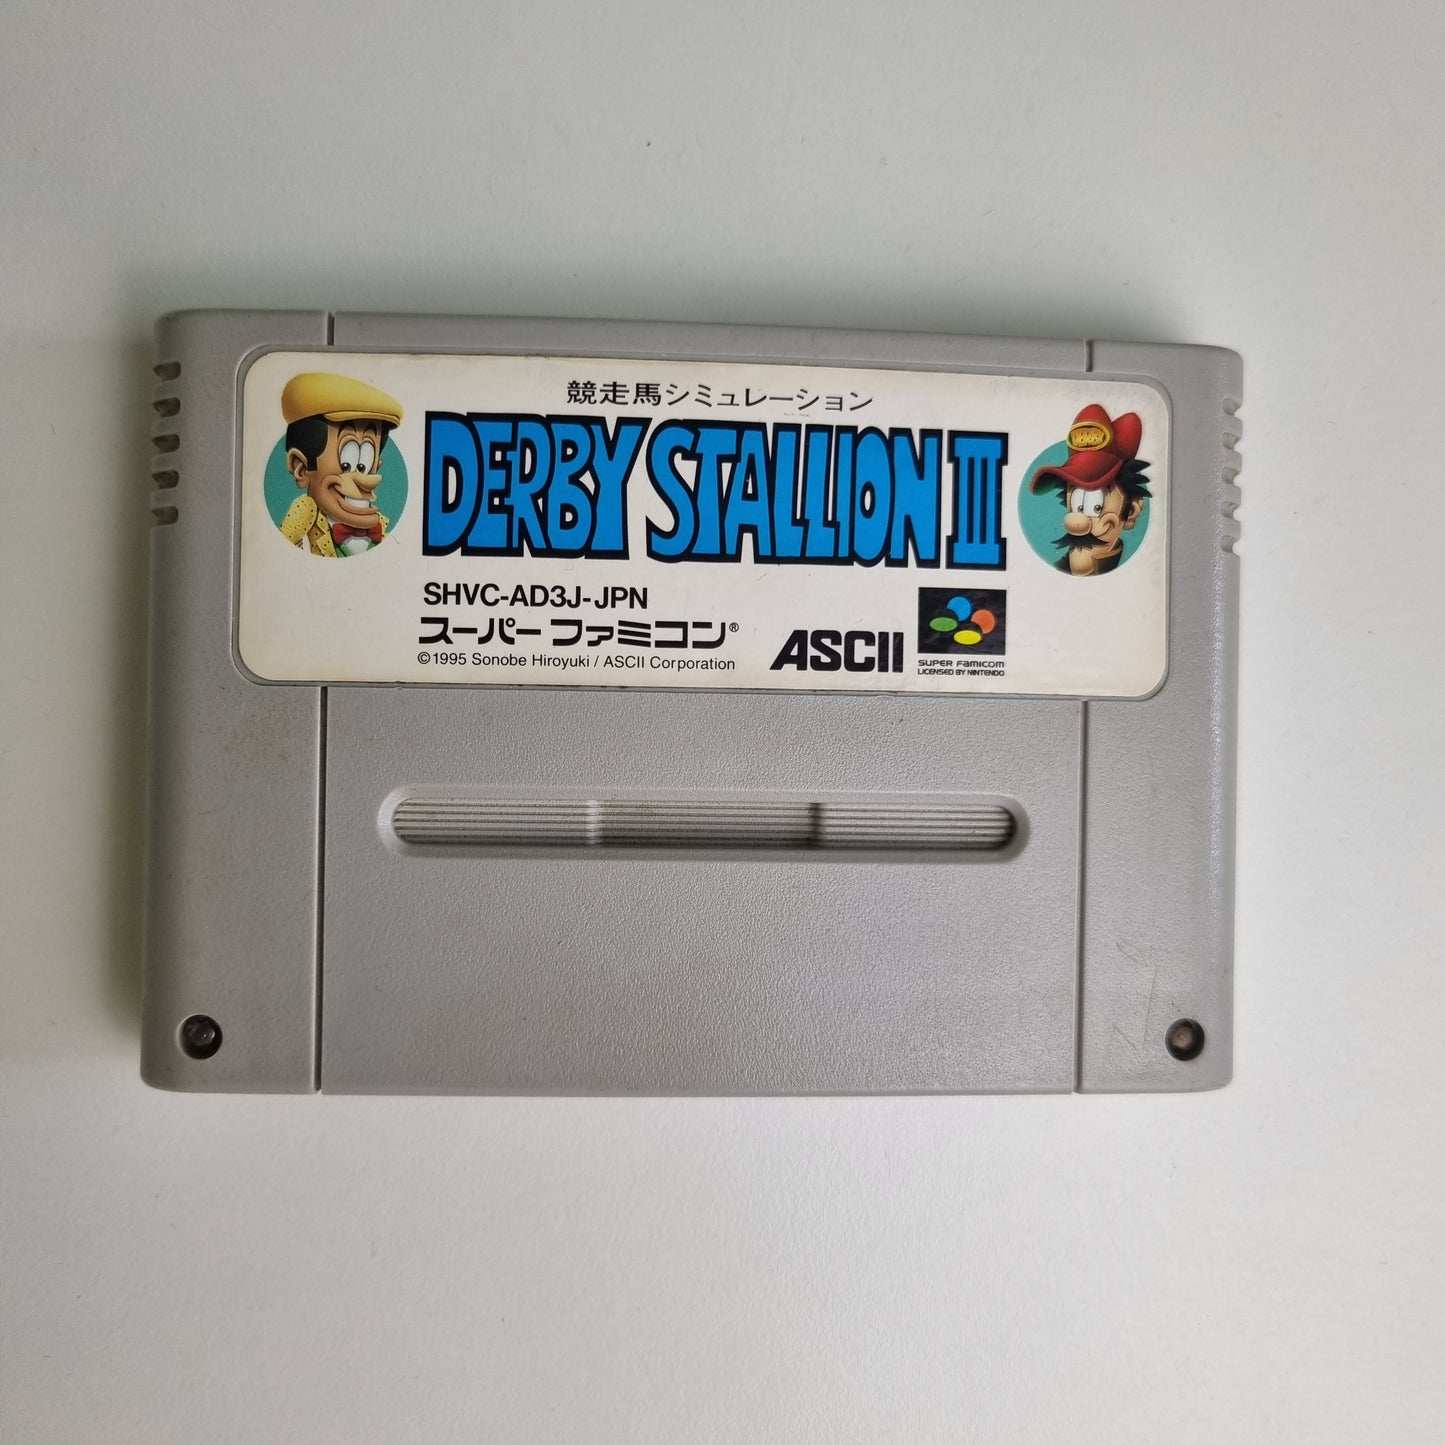 競走馬シミュレーション
DERBY STALLION III
DERBY
SHVC-AD3J-JPN
スーパーファミコン®
©1995 Sonobe Hiroyuki / ASCII Corporation
ASCII
SUPER FAMICOM
LICENSED BY NINTENDO